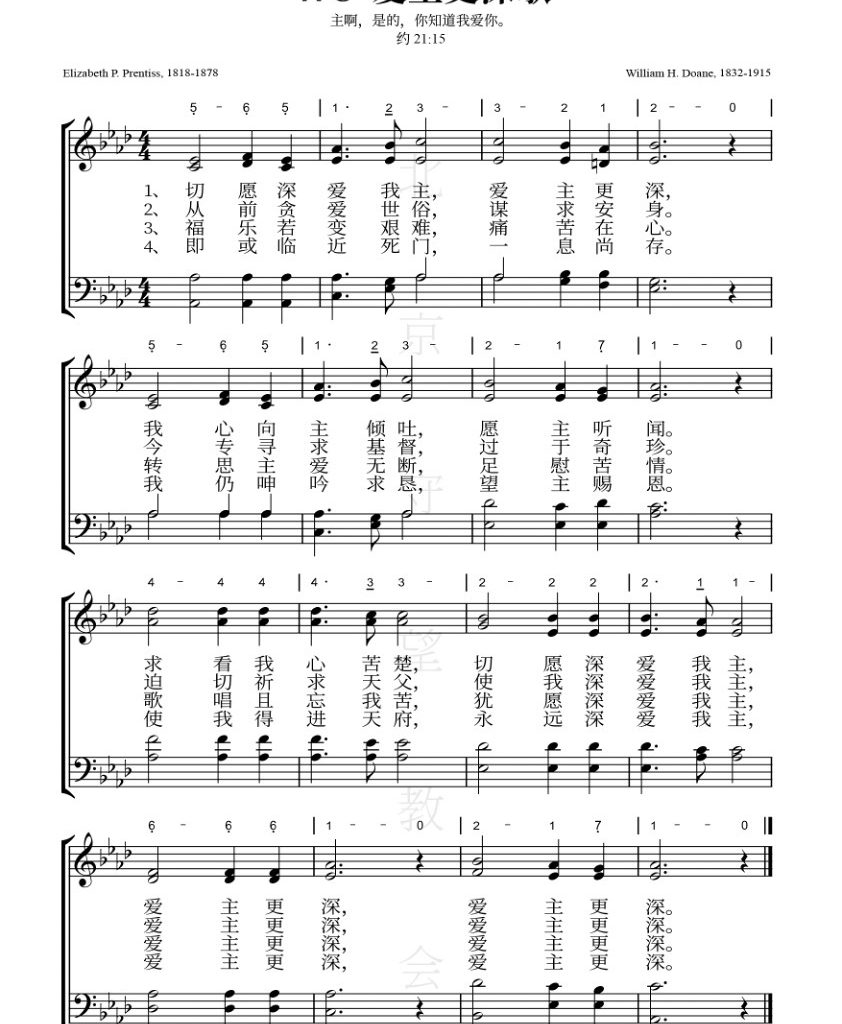 主啊，是的，你知道我爱你。
约 21:15
Elizabeth P. Prentiss, 1818-1878 William H. Doane, 1832-1915
5 - 6 5 | 1 · 2 3 - | 3 - 2 1 | 2 - 0 |
1、 切 愿 深 爱 我 主， 爱 主 更 深，
2、 从 前 贪 爱 世 俗， 谋 求 安 身。
3、 福 乐 若 变 艰 难， 痛 苦 在 心。
4、 即 或 临 近 死 门， 一 息 尚 存。
5 - 6 5 | 1 · 2 3 - | 2 - 1 7 | 1 - 0 |
我 心 向 主 倾 吐， 愿 主 听 闻。
今 专 寻 求 基 督， 过 于 奇 珍。
转 思 主 爱 无 断， 足 慰 苦 情。
我 仍 呻 吟 求 恳， 望 主 赐 恩。
4 - 4 4 | 4 · 3 3 - | 2 - 2 2 | 2 · 1 1 - |
求 看 我 心 苦 楚， 切 愿 深 爱 我 主，
迫 切 祈 求 天 父， 使 我 深 爱 我 主，
歌 唱 且 忘 我 苦， 犹 愿 深 爱 我 主，
使 我 得 进 天 府， 永 远 深 爱 我 主，
6 - 6 6 | 1 - 0 | 2 - 1 7 | 1 - 0 ||
爱 主 更 深， 爱 主 更 深。
爱 主 更 深， 爱 主 更 深。
爱 主 更 深， 爱 主 更 深。
爱 主 更 深， 爱 主 更 深。
北京守望教会